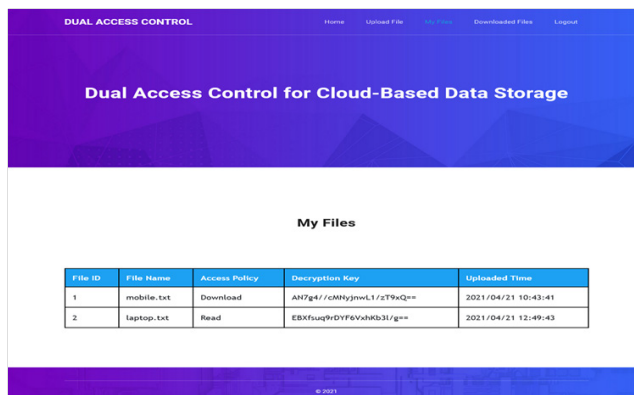 DUAL ACCESS CONTROL Home Upload File My Files Downloaded Files Logout
Dual Access Control for Cloud-Based Data Storage
My Files
File ID File Name Access Policy Decryption Key Uploaded Time
1 mobile.txt Download AN7g4//cMNyjnwL1/zT9xQ== 2021/04/21 10:43:41
2 laptop.txt Read EBXfsuq9rDYF6VxhKb3l/g== 2021/04/21 12:49:43
© 2021